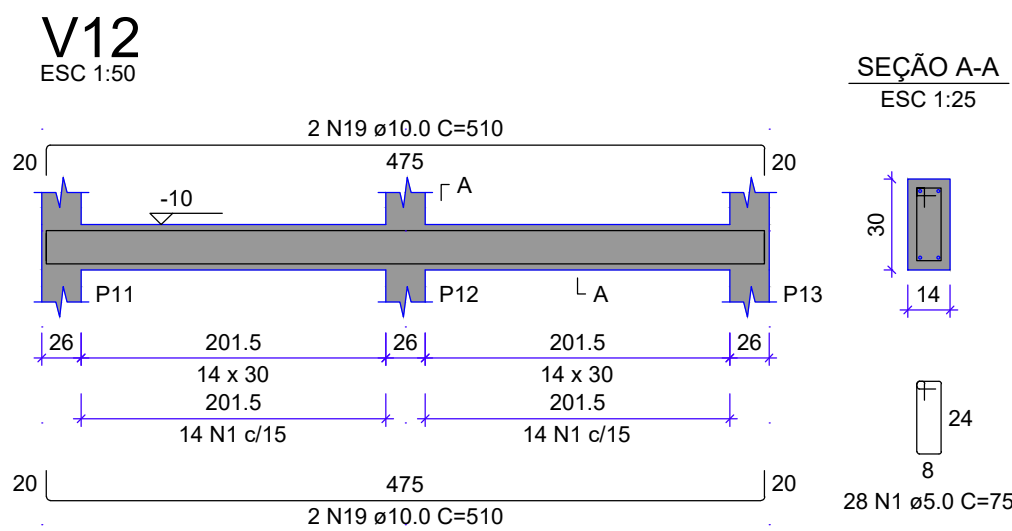 V12
ESC 1:50
SEÇÃO A-A
ESC 1:25
2 N19 ø10.0 C=510
20
475
20
A
-10
30
P11
P12
A
P13
14
26
201.5
26
201.5
26
14 x 30
14 x 30
201.5
201.5
14 N1 c/15
14 N1 c/15
24
8
28 N1 ø5.0 C=75
20
475
20
2 N19 ø10.0 C=510